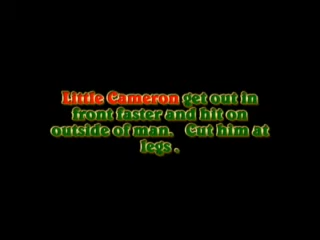 Little Cameron get out in
front faster and hit on
outside of man. Cut him at
legs .